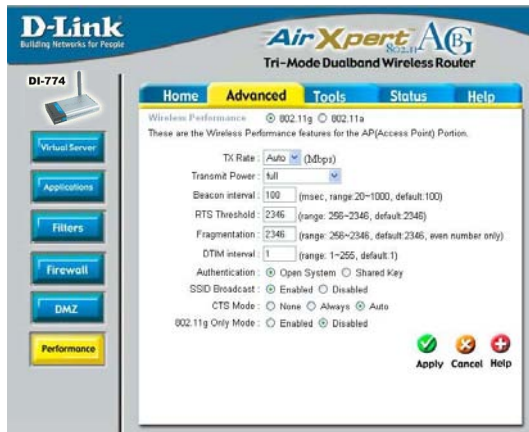 D-Link
Building Networks for People
Air Xpert 802.11 ABG
Tri-Mode Dualband Wireless Router
DI-774
Home Advanced Tools Status Help
Virtual Server
Applications
Filters
Firewall
DMZ
Performance
Wireless Performance 802.11g 802.11a
These are the Wireless Performance features for the AP(Access Point) Portion.
TX Rate : Auto (Mbps)
Transmit Power : full
Beacon interval : 100 (msec, range:20~1000, default:100)
RTS Threshold : 2346 (range: 256~2346, default:2346)
Fragmentation : 2346 (range: 256~2346, default:2346, even number only)
DTIM interval : 1 (range: 1~255, default:1)
Authentication : Open System Shared Key
SSID Broadcast : Enabled Disabled
CTS Mode : None Always Auto
802.11g Only Mode : Enabled Disabled
Apply Cancel Help